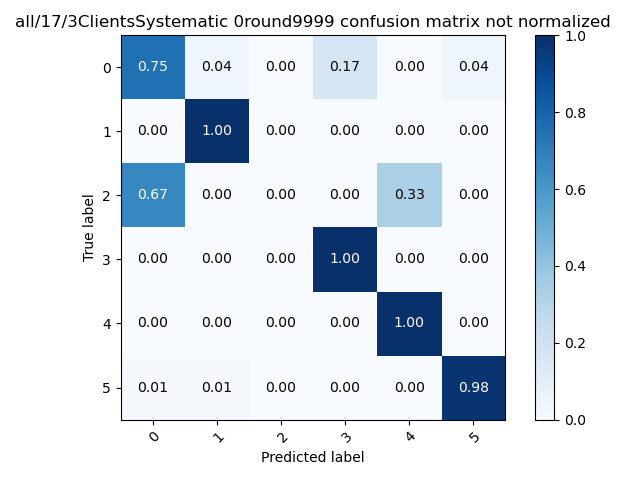 all/17/3ClientsSystematic 0round9999 confusion matrix not normalized
0 0.75 0.04 0.00 0.17 0.00 0.04
1 0.00 1.00 0.00 0.00 0.00 0.00
2 0.67 0.00 0.00 0.00 0.33 0.00
3 0.00 0.00 0.00 1.00 0.00 0.00
4 0.00 0.00 0.00 0.00 1.00 0.00
5 0.01 0.01 0.00 0.00 0.00 0.98
0 1 2 3 4 5
True label
Predicted label
1.0
0.8
0.6
0.4
0.2
0.0